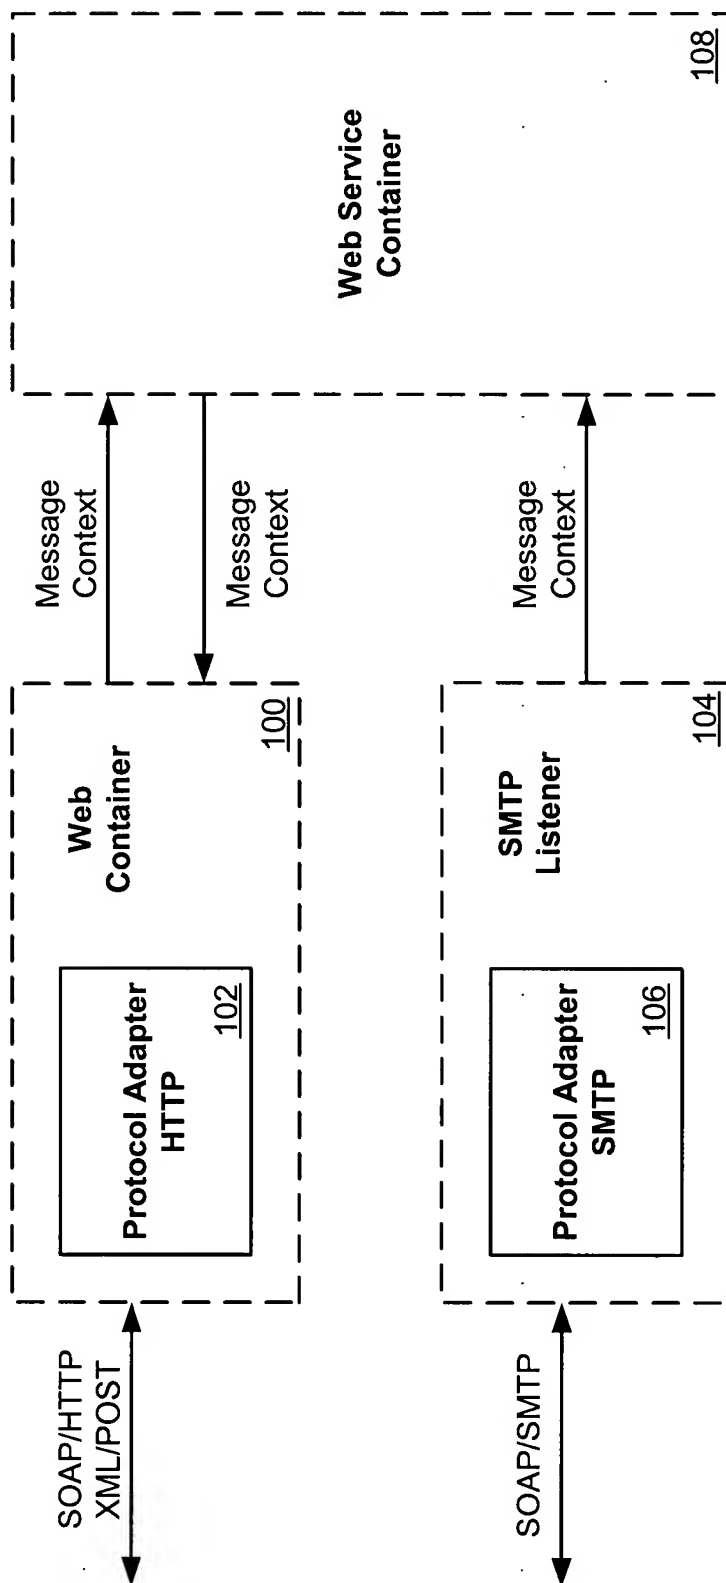 SOAP/HTTP
XML/POST
Protocol Adapter
HTTP
102
Web
Container
100
Message
Context
Message
Context
SOAP/SMTP
Protocol Adapter
SMTP
106
SMTP
Listener
104
Message
Context
Web Service
Container
108